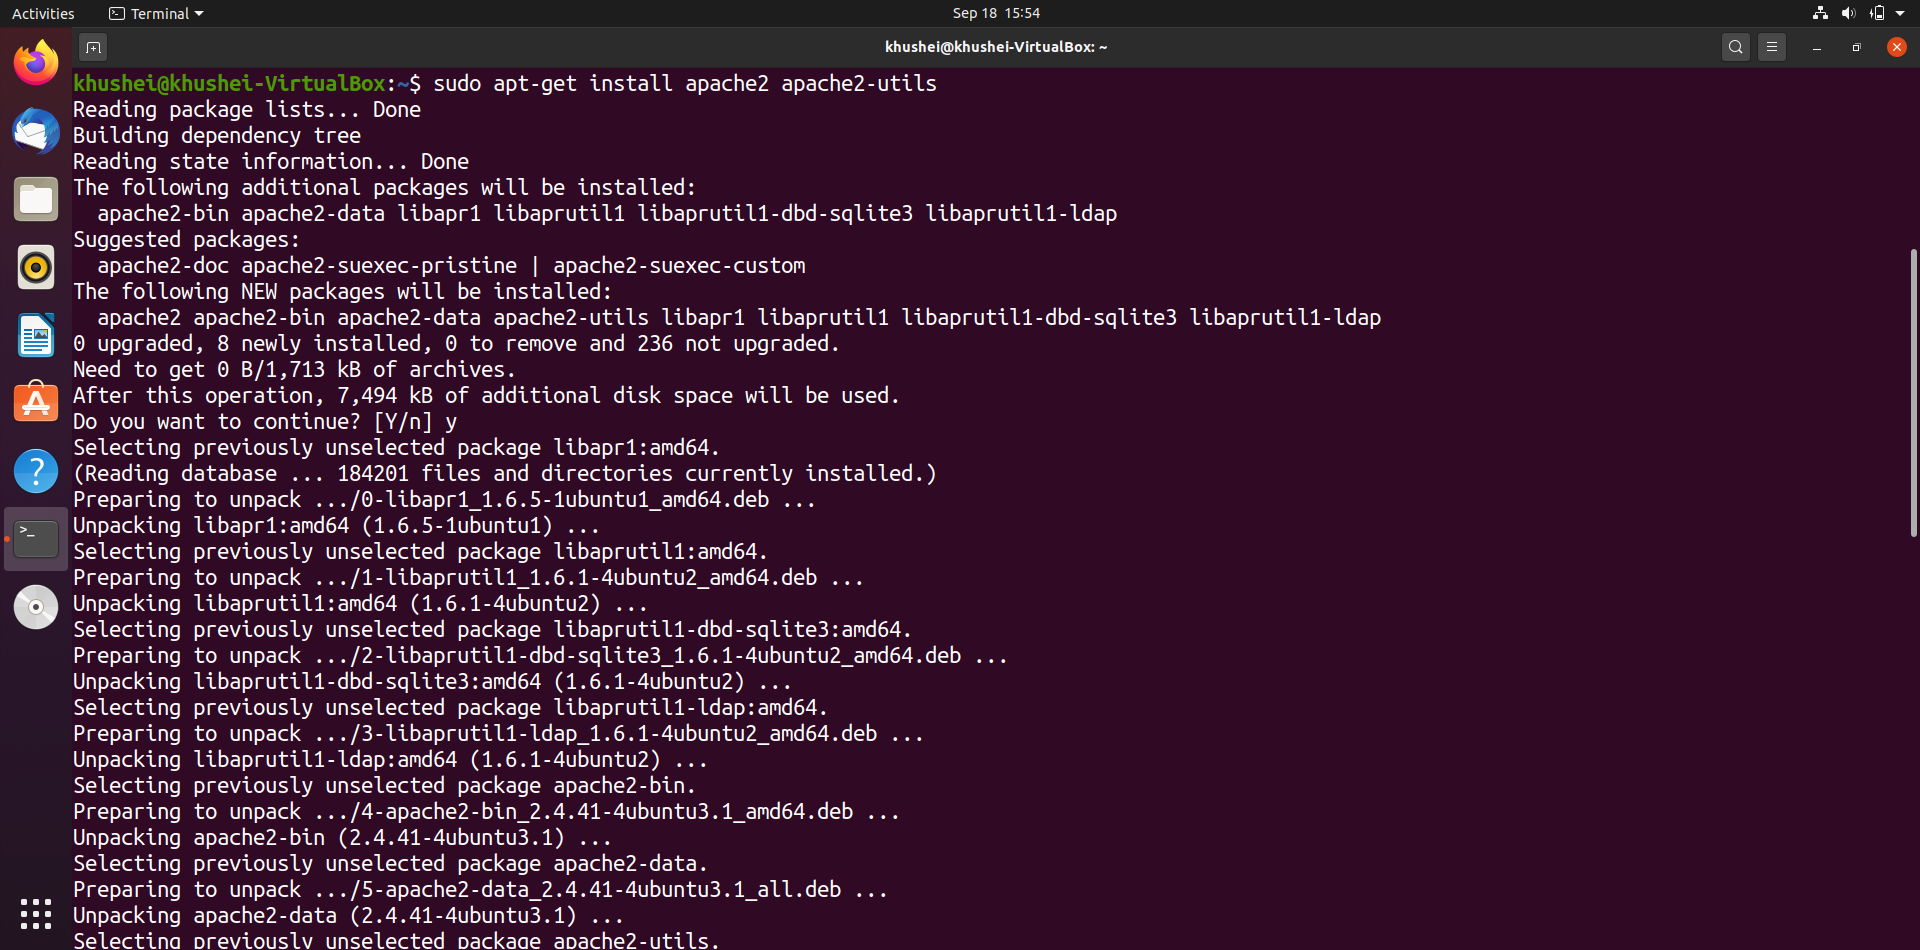 Activities
Terminal
Sep 18 15:54
khushei@khushei-VirtualBox: ~
khushei@khushei-VirtualBox:~$ sudo apt-get install apache2 apache2-utils
Reading package lists... Done
Building dependency tree
Reading state information... Done
The following additional packages will be installed:
  apache2-bin apache2-data libapr1 libaprutil1 libaprutil1-dbd-sqlite3 libaprutil1-ldap
Suggested packages:
  apache2-doc apache2-suexec-pristine | apache2-suexec-custom
The following NEW packages will be installed:
  apache2 apache2-bin apache2-data apache2-utils libapr1 libaprutil1 libaprutil1-dbd-sqlite3 libaprutil1-ldap
0 upgraded, 8 newly installed, 0 to remove and 236 not upgraded.
Need to get 0 B/1,713 kB of archives.
After this operation, 7,494 kB of additional disk space will be used.
Do you want to continue? [Y/n] y
Selecting previously unselected package libapr1:amd64.
(Reading database ... 184201 files and directories currently installed.)
Preparing to unpack .../0-libapr1_1.6.5-1ubuntu1_amd64.deb ...
Unpacking libapr1:amd64 (1.6.5-1ubuntu1) ...
Selecting previously unselected package libaprutil1:amd64.
Preparing to unpack .../1-libaprutil1_1.6.1-4ubuntu2_amd64.deb ...
Unpacking libaprutil1:amd64 (1.6.1-4ubuntu2) ...
Selecting previously unselected package libaprutil1-dbd-sqlite3:amd64.
Preparing to unpack .../2-libaprutil1-dbd-sqlite3_1.6.1-4ubuntu2_amd64.deb ...
Unpacking libaprutil1-dbd-sqlite3:amd64 (1.6.1-4ubuntu2) ...
Selecting previously unselected package libaprutil1-ldap:amd64.
Preparing to unpack .../3-libaprutil1-ldap_1.6.1-4ubuntu2_amd64.deb ...
Unpacking libaprutil1-ldap:amd64 (1.6.1-4ubuntu2) ...
Selecting previously unselected package apache2-bin.
Preparing to unpack .../4-apache2-bin_2.4.41-4ubuntu3.1_amd64.deb ...
Unpacking apache2-bin (2.4.41-4ubuntu3.1) ...
Selecting previously unselected package apache2-data.
Preparing to unpack .../5-apache2-data_2.4.41-4ubuntu3.1_all.deb ...
Unpacking apache2-data (2.4.41-4ubuntu3.1) ...
Selecting previously unselected package apache2-utils.